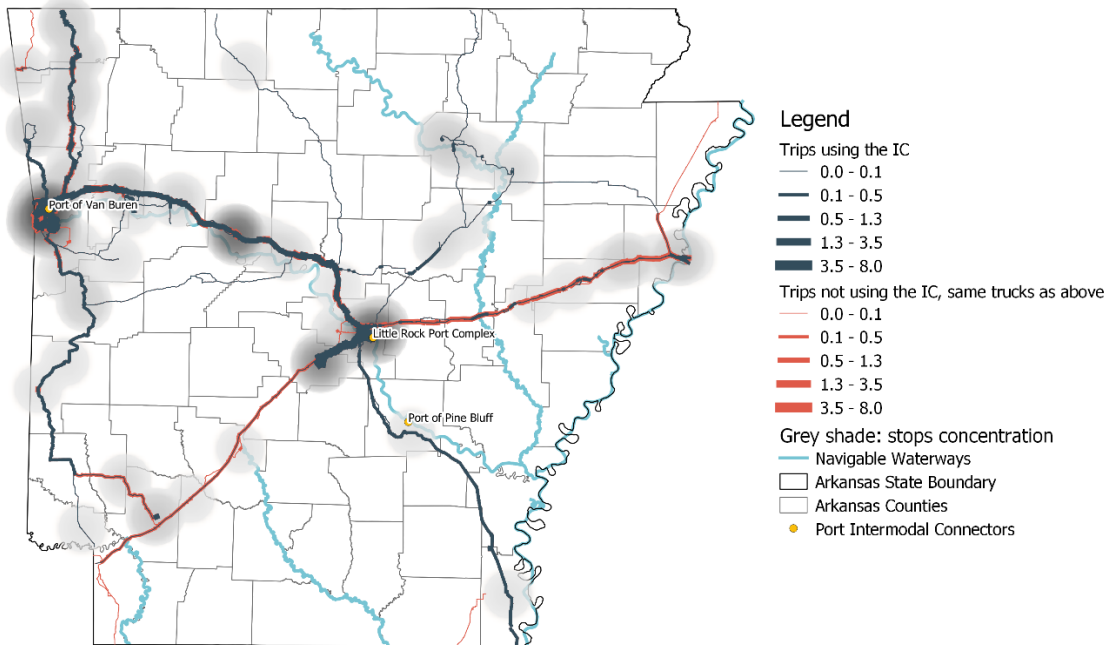 Port of Van Buren
Little Rock Port Complex
Port of Pine Bluff
Legend
Trips using the IC
0.0 - 0.1
0.1 - 0.5
0.5 - 1.3
1.3 - 3.5
3.5 - 8.0
Trips not using the IC, same trucks as above
0.0 - 0.1
0.1 - 0.5
0.5 - 1.3
1.3 - 3.5
3.5 - 8.0
Grey shade: stops concentration
Navigable Waterways
Arkansas State Boundary
Arkansas Counties
Port Intermodal Connectors